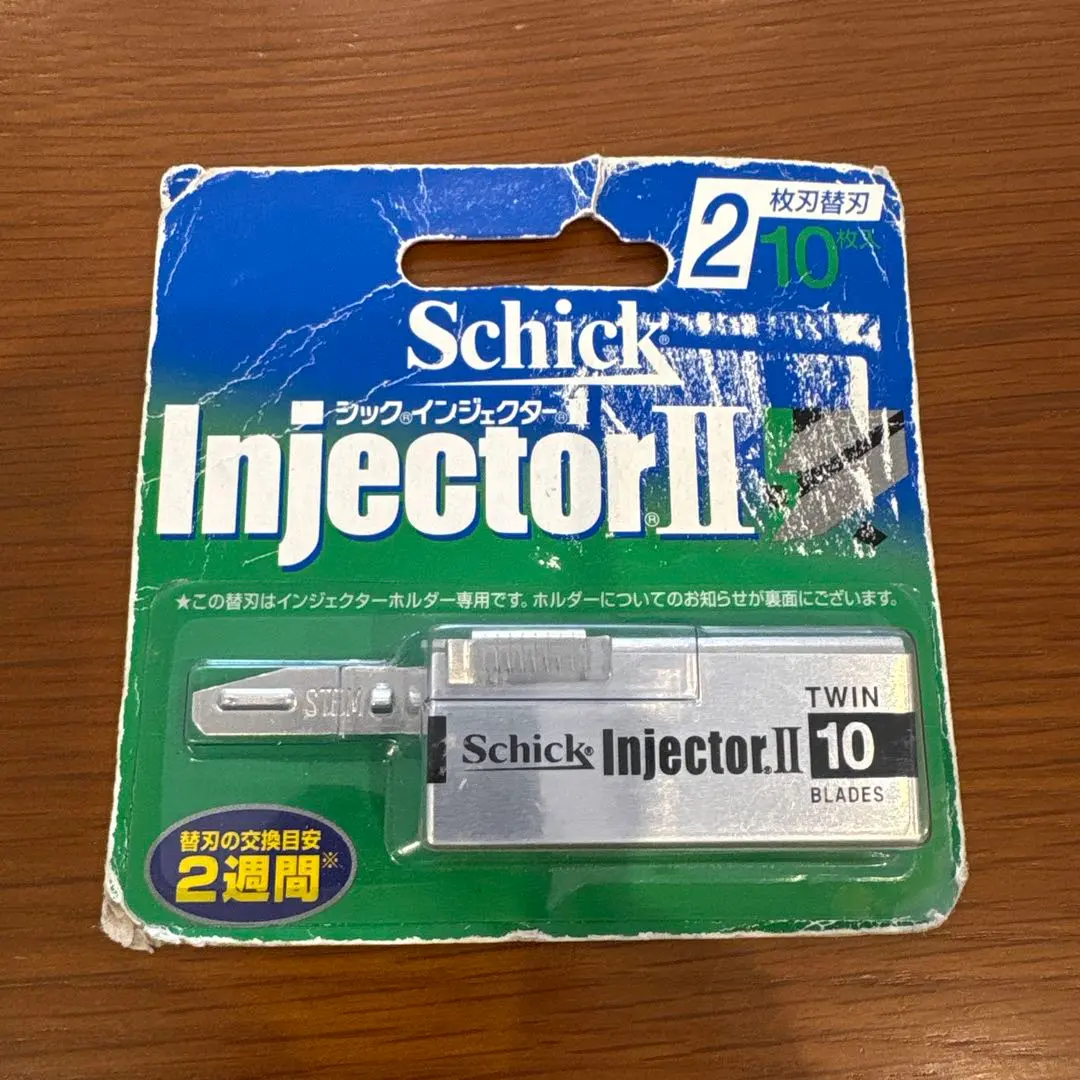 2
枚刃替刃
10枚入
Schick®
シック®インジェクター®
Injector®II
★この替刃はインジェクターホルダー専用です。ホルダーについてのお知らせが裏面にございます。
STEM
TWIN
Schick® Injector®II 10
BLADES
替刃の交換目安
2週間※